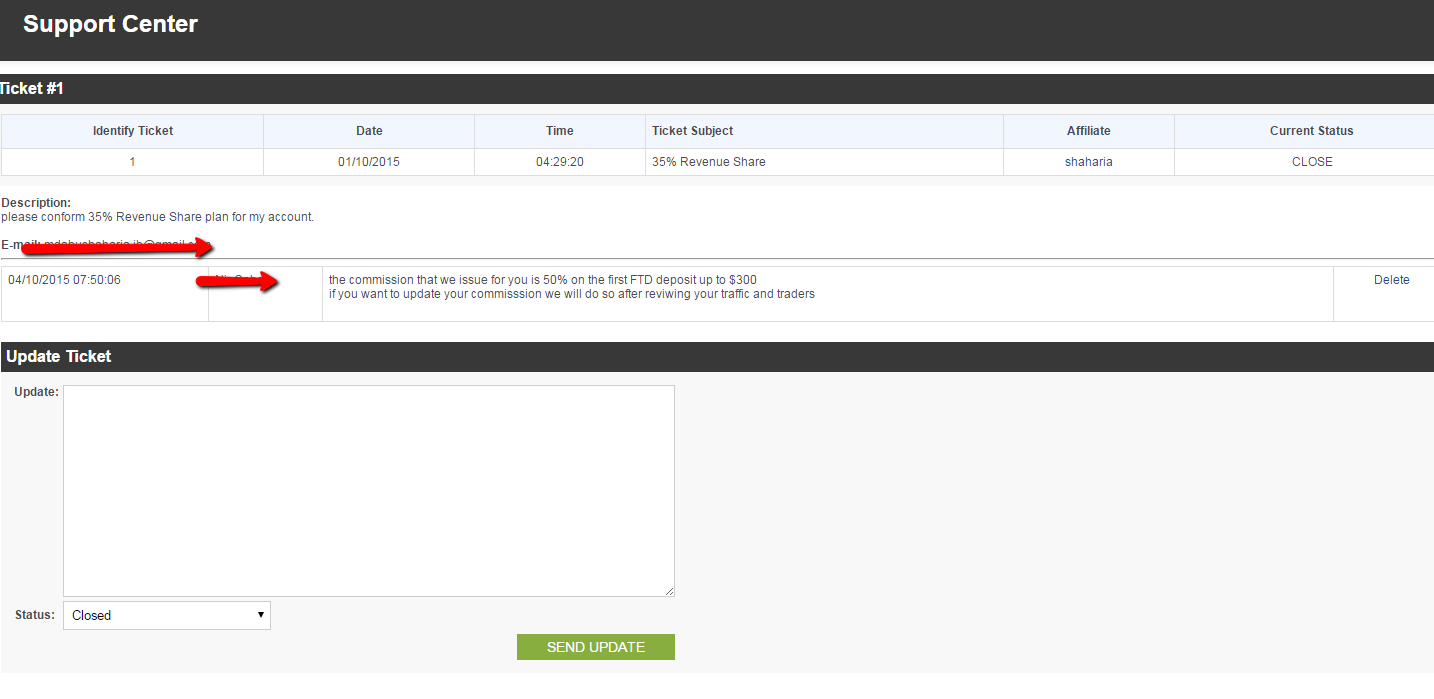 Support Center
Ticket #1
Identify Ticket Date Time Ticket Subject Affiliate Current Status
1 01/10/2015 04:29:20 35% Revenue Share shaharia CLOSE
Description:
please conform 35% Revenue Share plan for my account.
E-mail:
04/10/2015 07:50:06 the commission that we issue for you is 50% on the first FTD deposit up to $300 Delete
if you want to update your commisssion we will do so after reviwing your traffic and traders
Update Ticket
Update:
Status: Closed
SEND UPDATE